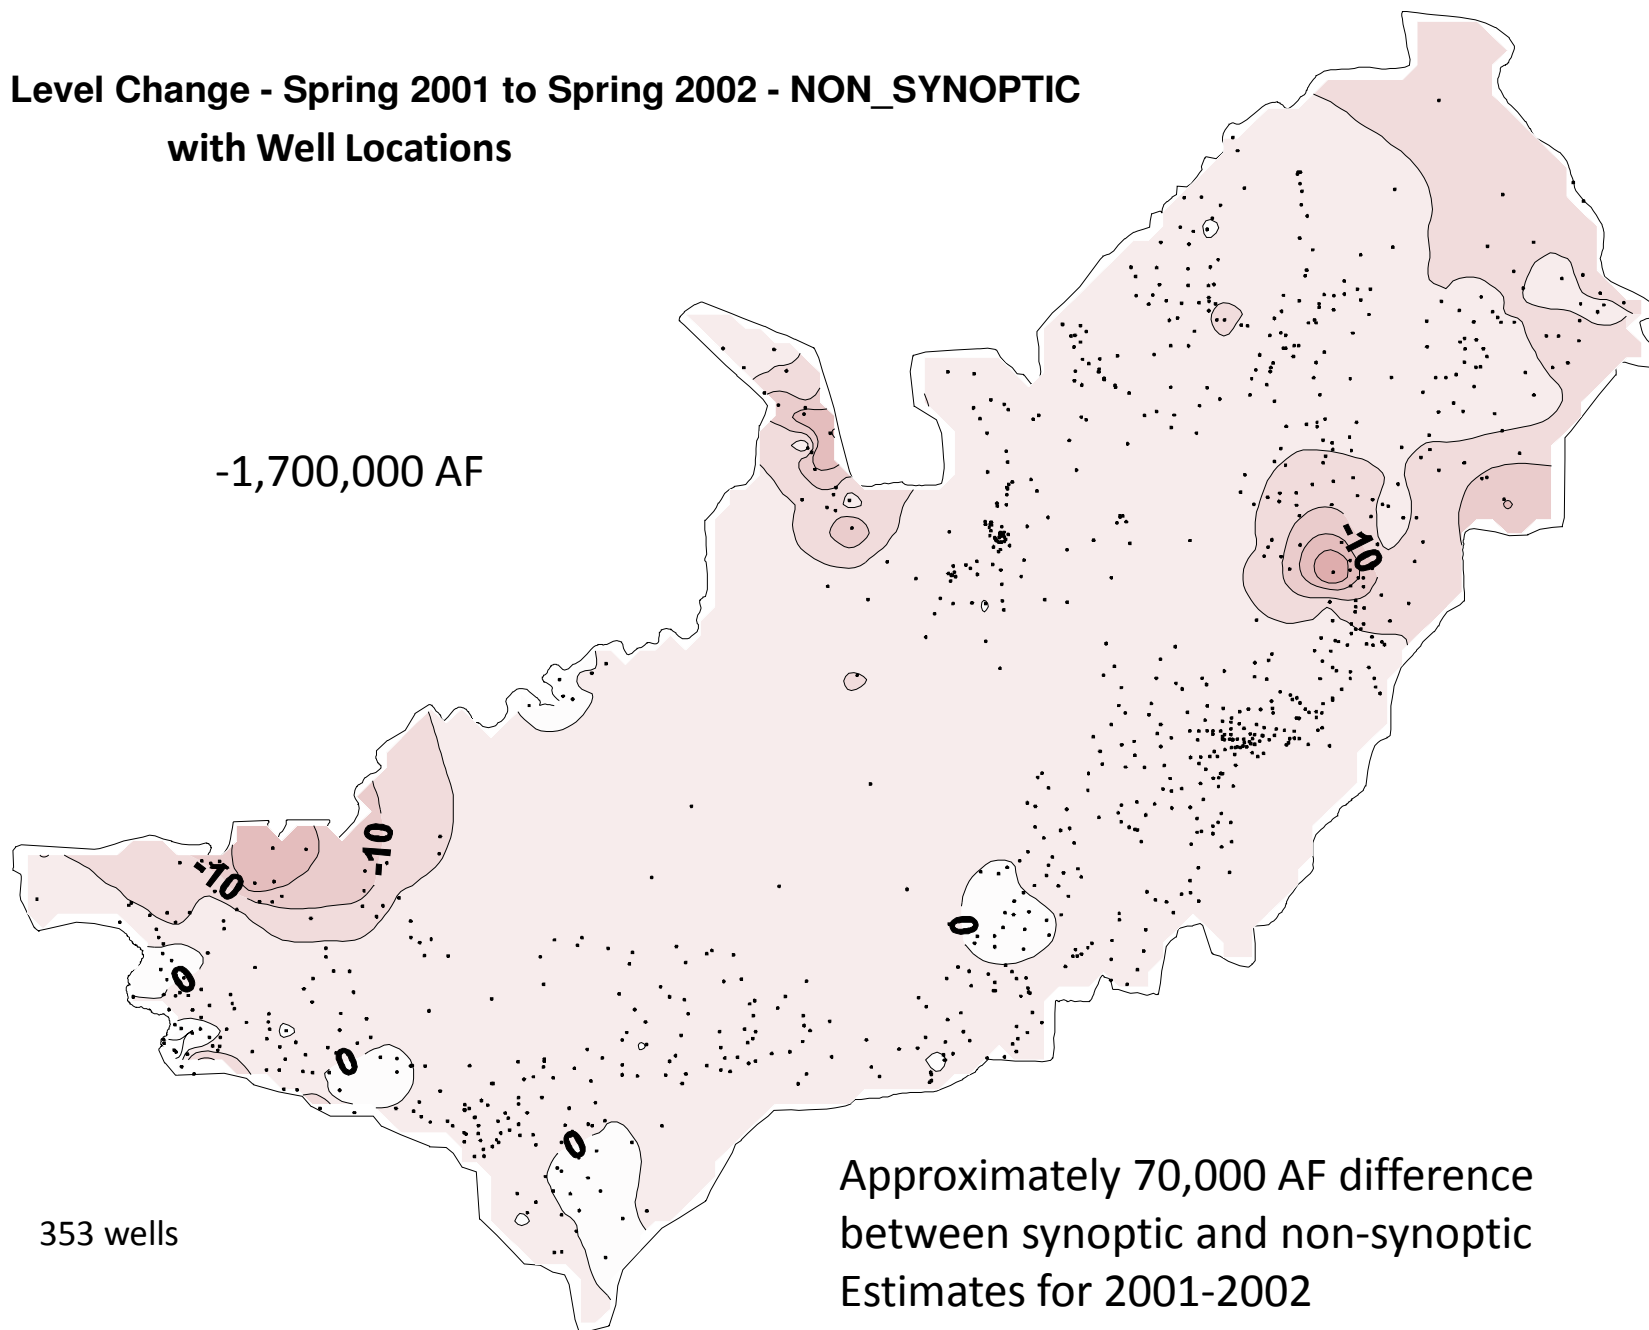 Level Change - Spring 2001 to Spring 2002 - NON_SYNOPTIC
with Well Locations
-1,700,000 AF
-10
-10
-10
0
0
0
0
353 wells
Approximately 70,000 AF difference
between synoptic and non-synoptic
Estimates for 2001-2002